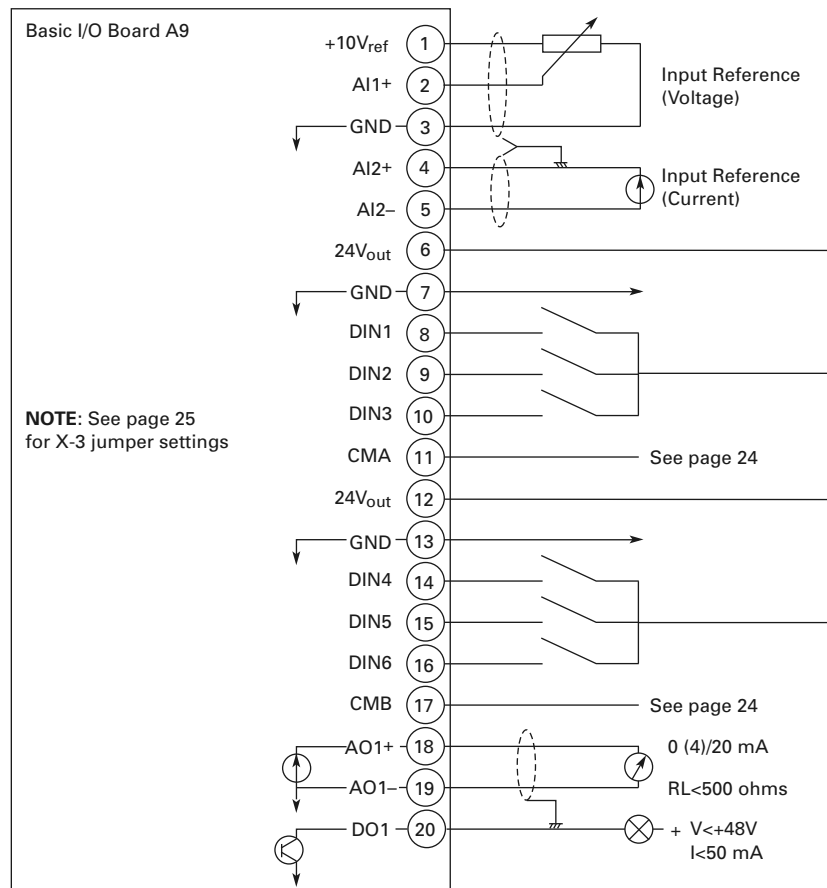 Basic I/O Board A9
+10Vref 1
AI1+ 2
Input Reference
(Voltage)
GND 3
AI2+ 4
Input Reference
(Current)
AI2– 5
24Vout 6
GND 7
DIN1 8
DIN2 9
DIN3 10
NOTE: See page 25
for X-3 jumper settings
CMA 11 See page 24
24Vout 12
GND 13
DIN4 14
DIN5 15
DIN6 16
CMB 17 See page 24
AO1+ 18 0 (4)/20 mA
AO1– 19 RL<500 ohms
DO1 20 + V<+48V
I<50 mA